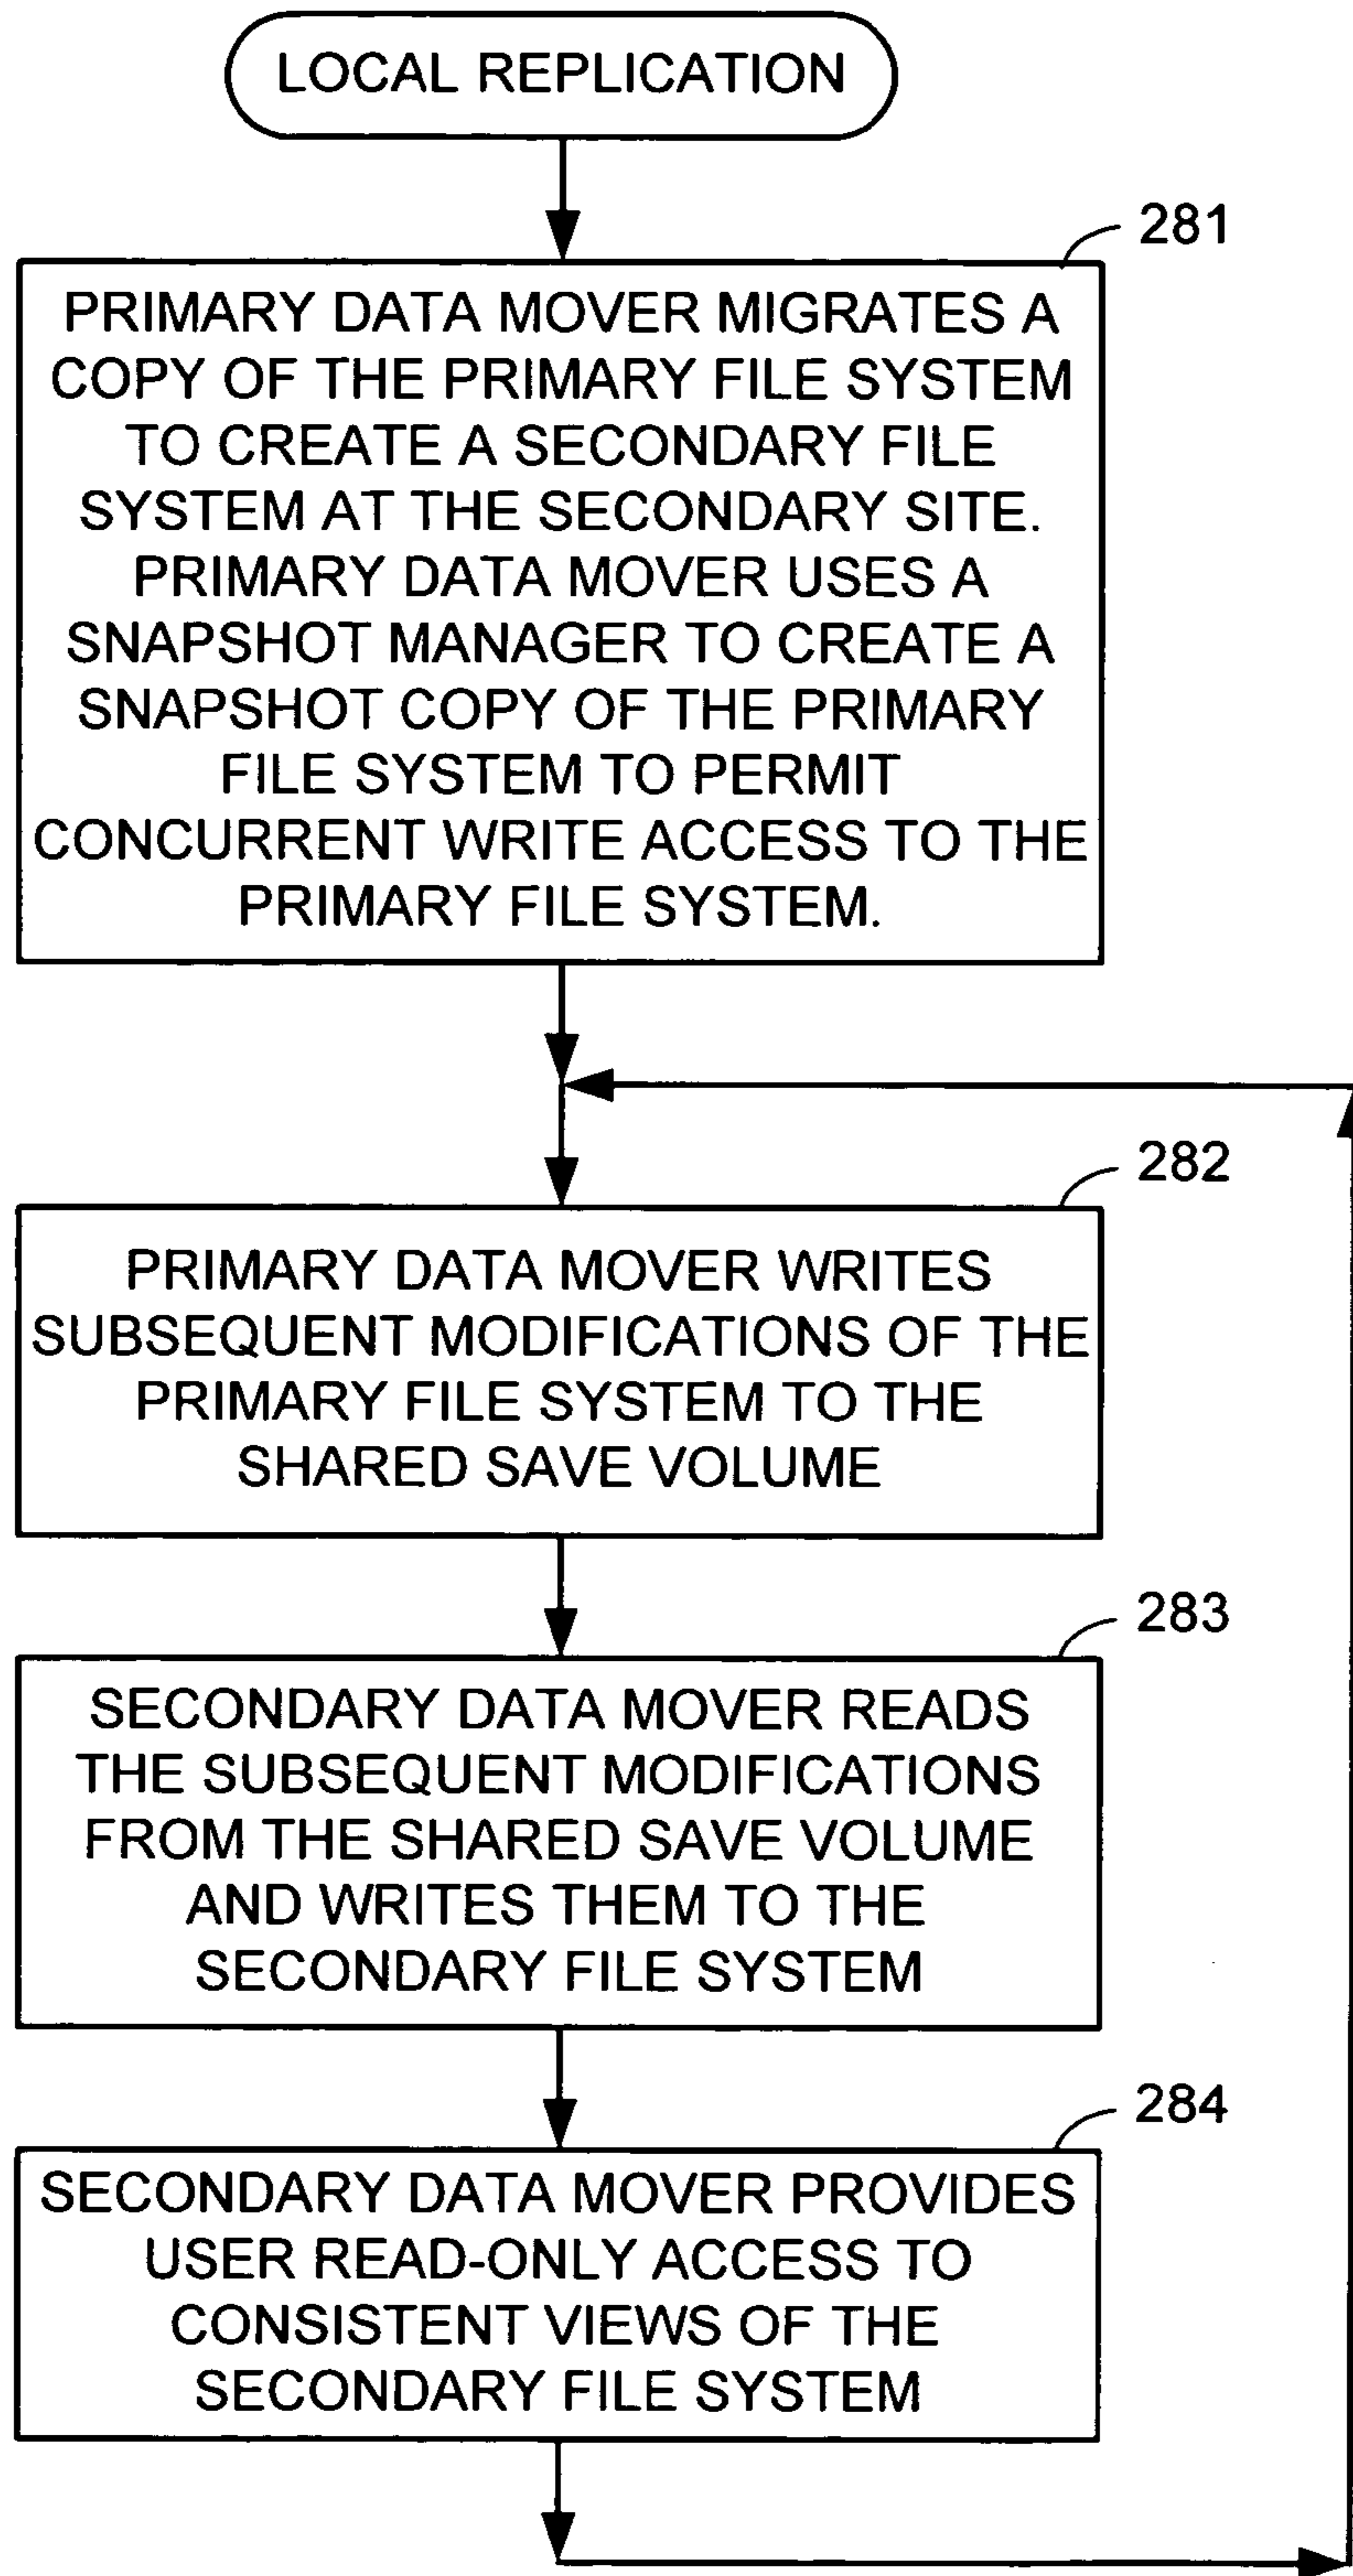 LOCAL REPLICATION
281
PRIMARY DATA MOVER MIGRATES A
COPY OF THE PRIMARY FILE SYSTEM
TO CREATE A SECONDARY FILE
SYSTEM AT THE SECONDARY SITE.
PRIMARY DATA MOVER USES A
SNAPSHOT MANAGER TO CREATE A
SNAPSHOT COPY OF THE PRIMARY
FILE SYSTEM TO PERMIT
CONCURRENT WRITE ACCESS TO THE
PRIMARY FILE SYSTEM.
282
PRIMARY DATA MOVER WRITES
SUBSEQUENT MODIFICATIONS OF THE
PRIMARY FILE SYSTEM TO THE
SHARED SAVE VOLUME
283
SECONDARY DATA MOVER READS
THE SUBSEQUENT MODIFICATIONS
FROM THE SHARED SAVE VOLUME
AND WRITES THEM TO THE
SECONDARY FILE SYSTEM
284
SECONDARY DATA MOVER PROVIDES
USER READ-ONLY ACCESS TO
CONSISTENT VIEWS OF THE
SECONDARY FILE SYSTEM